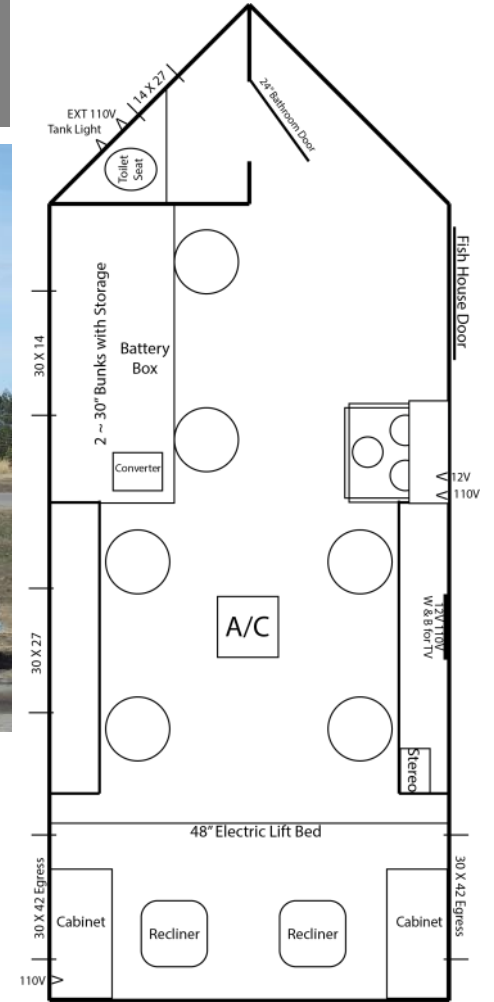 14 X 27
EXT 110V
Tank Light
24" Bathroom Door
Toilet
Seat
Fish House Door
2 ~ 30" Bunks with Storage
Battery
Box
30 X 14
Converter
12V
110V
12V 110V
W & B for TV
A/C
30 X 27
Stereo
48" Electric Lift Bed
30 X 42 Egress
30 X 42 Egress
Cabinet
Recliner
Recliner
Cabinet
110V